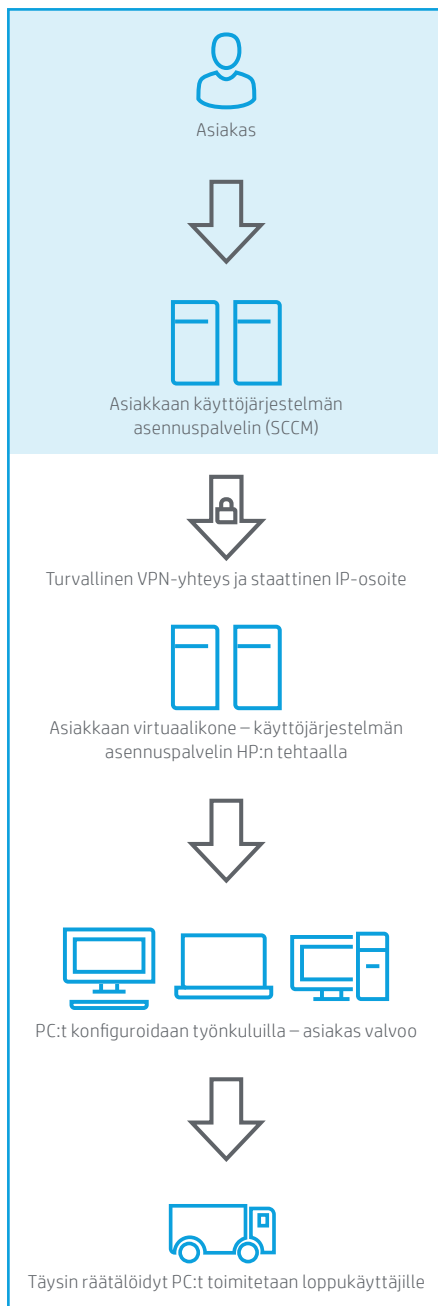 Asiakas
Asiakkaan käyttöjärjestelmän
asennuspalvelin (SCCM)
Turvallinen VPN-yhteys ja staattinen IP-osoite
Asiakkaan virtuaalikone – käyttöjärjestelmän
asennuspalvelin HP:n tehtaalla
PC:t konfiguroidaan työnkuluilla – asiakas valvoo
Täysin räätälöidyt PC:t toimitetaan loppukäyttäjille